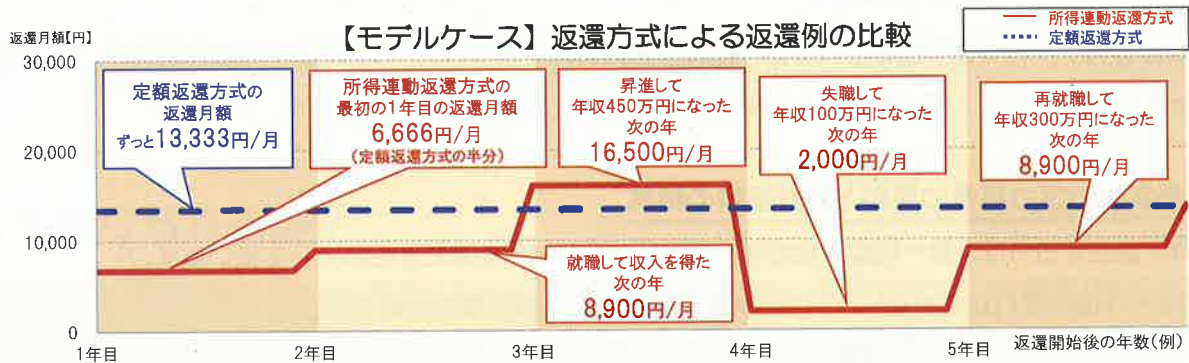 【モデルケース】返還方式による返還例の比較
所得連動返還方式
定額返還方式
返還月額【円】
30,000
20,000
10,000
0
定額返還方式の
返還月額
ずっと13,333円/月
所得連動返還方式の
最初の1年目の返還月額
6,666円/月
(定額返還方式の半分)
昇進して
年収450万円になった
次の年
16,500円/月
失職して
年収100万円になった
次の年
2,000円/月
再就職して
年収300万円になった
次の年
8,900円/月
就職して収入を得た
次の年
8,900円/月
1年目
2年目
3年目
4年目
5年目
返還開始後の年数(例)